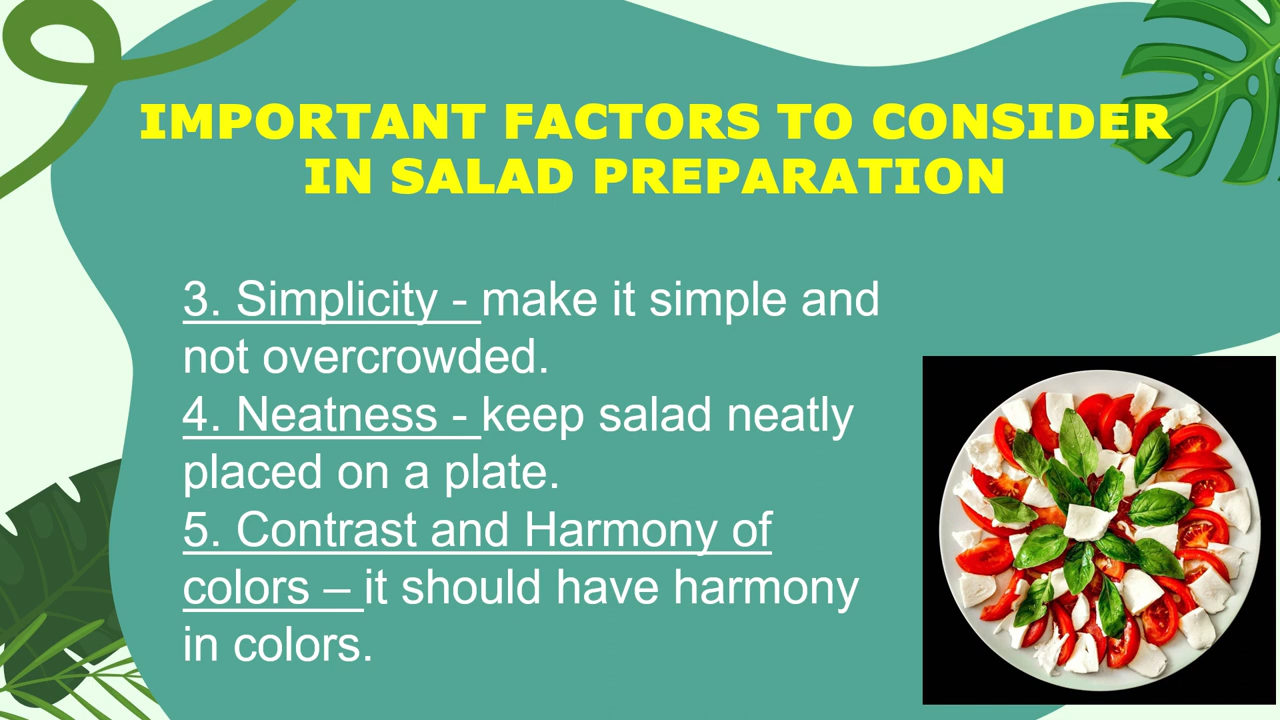 IMPORTANT FACTORS TO CONSIDER
IN SALAD PREPARATION
3. Simplicity - make it simple and
not overcrowded.
4. Neatness - keep salad neatly
placed on a plate.
5. Contrast and Harmony of
colors – it should have harmony
in colors.